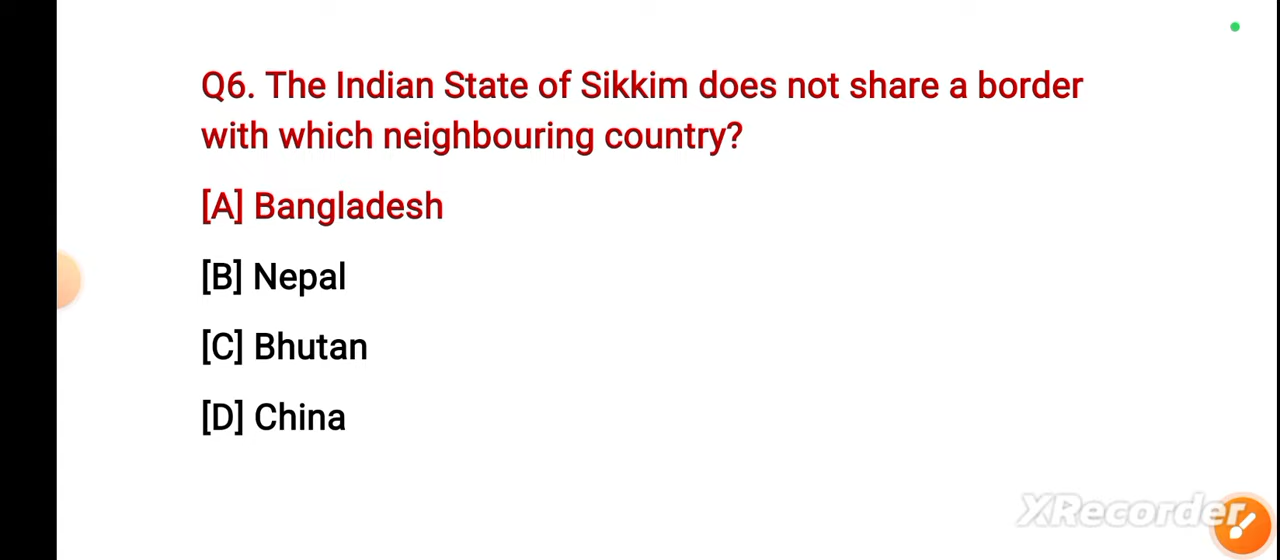 Q6. The Indian State of Sikkim does not share a border
with which neighbouring country?
[A] Bangladesh
[B] Nepal
[C] Bhutan
[D] China
XRecorder